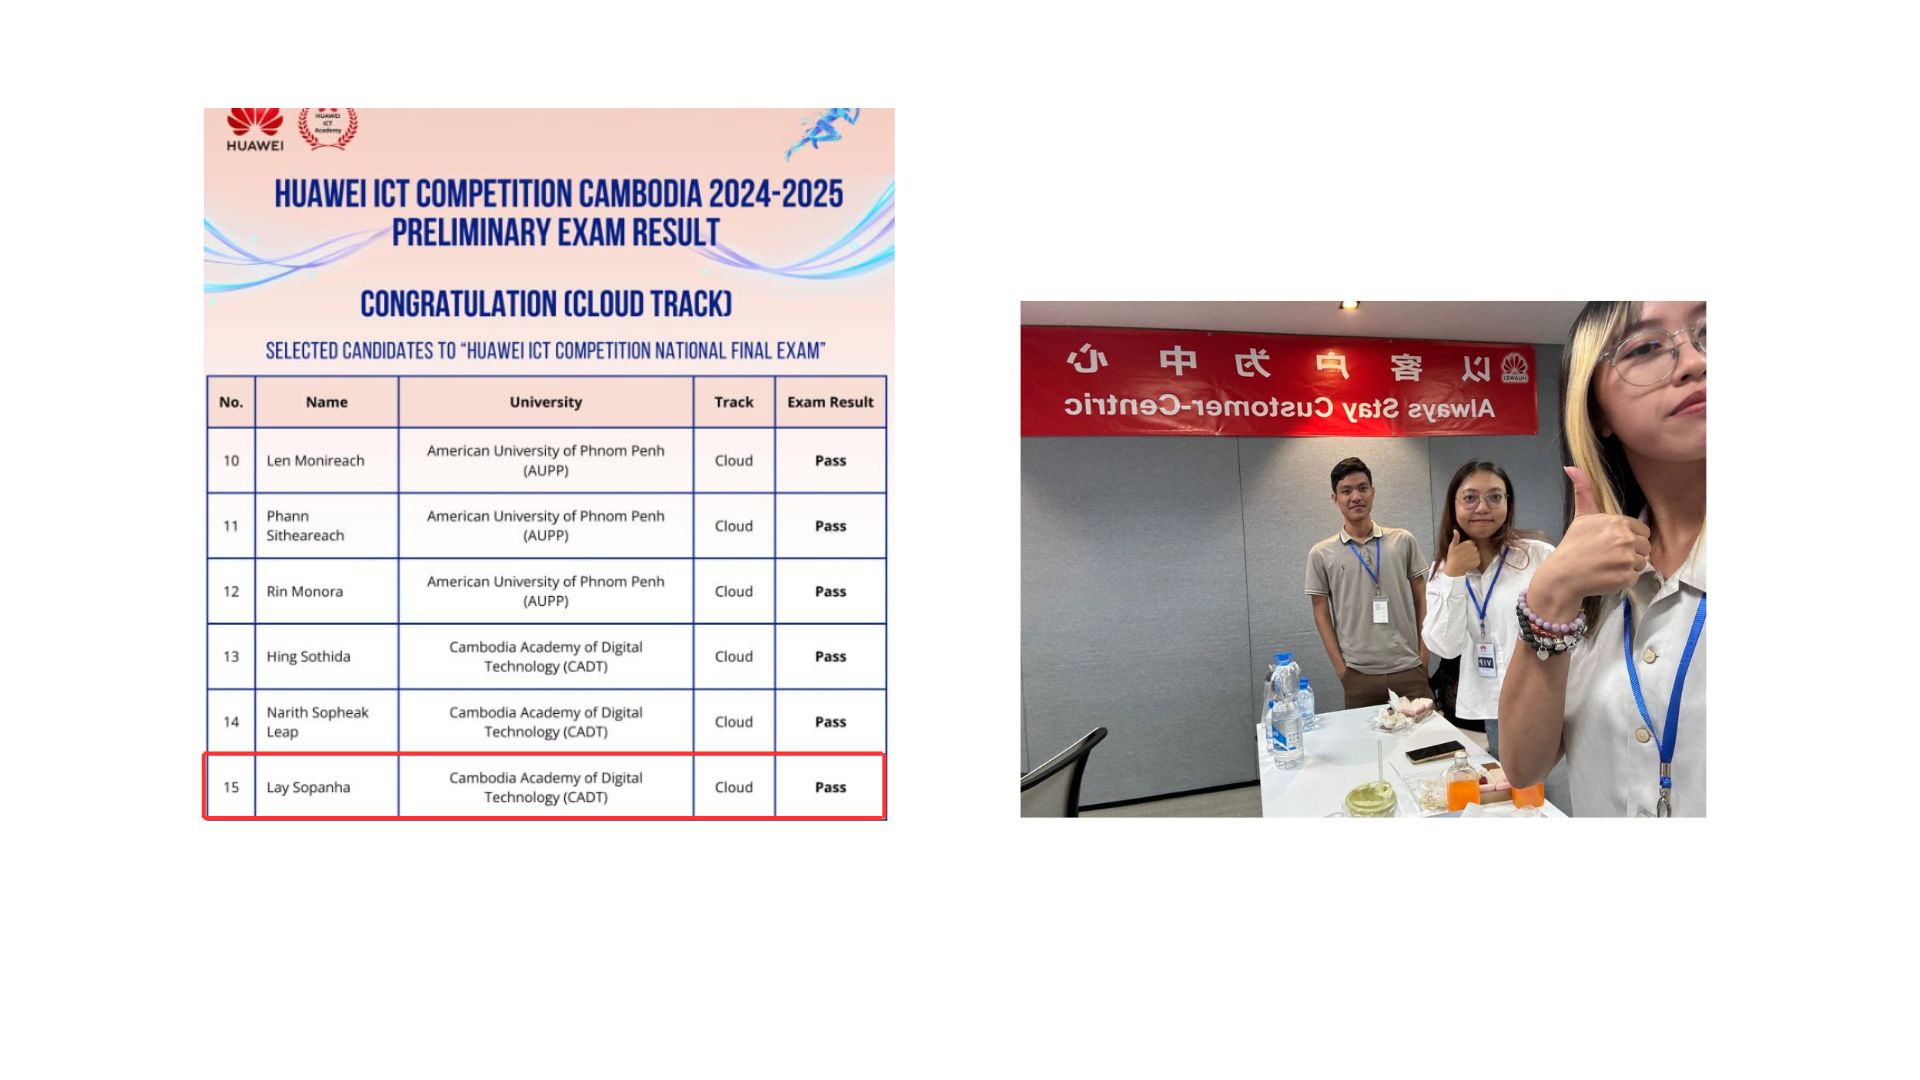 HUAWEI
HUAWEI
ICT
Academy
HUAWEI ICT COMPETITION CAMBODIA 2024-2025
PRELIMINARY EXAM RESULT
CONGRATULATION (CLOUD TRACK)
SELECTED CANDIDATES TO “HUAWEI ICT COMPETITION NATIONAL FINAL EXAM”
No. Name University Track Exam Result
10 Len Monireach American University of Phnom Penh (AUPP) Cloud Pass
11 Phann Sitheareach American University of Phnom Penh (AUPP) Cloud Pass
12 Rin Monora American University of Phnom Penh (AUPP) Cloud Pass
13 Hing Sothida Cambodia Academy of Digital Technology (CADT) Cloud Pass
14 Narith Sopheak Leap Cambodia Academy of Digital Technology (CADT) Cloud Pass
15 Lay Sopanha Cambodia Academy of Digital Technology (CADT) Cloud Pass
以客户为中心
HUAWEI
Always Stay Customer-Centric
VIP